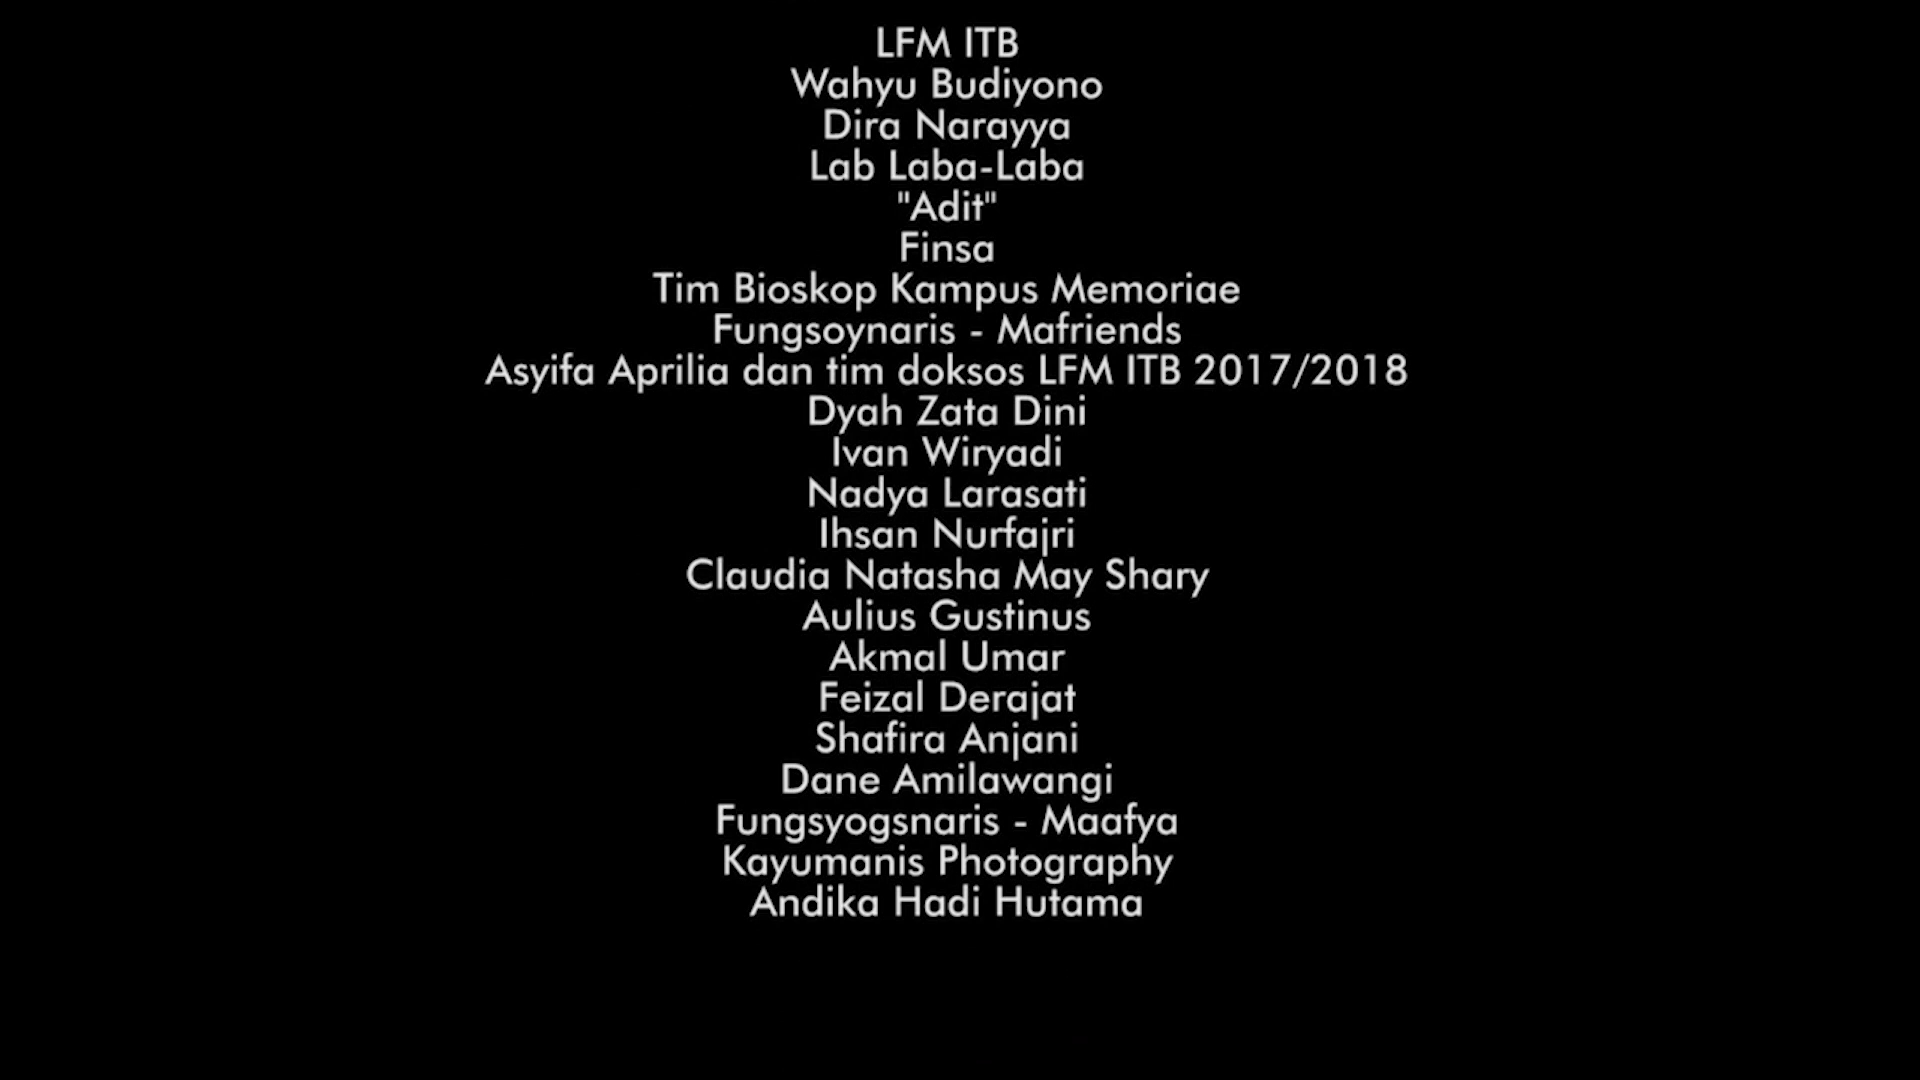 LFM ITB
Wahyu Budiyono
Dira Narayya
Lab Laba-Laba
"Adit"
Finsa
Tim Bioskop Kampus Memoriae
Fungsoynaris - Mafriends
Asyifa Aprilia dan tim doksos LFM ITB 2017/2018
Dyah Zata Dini
Ivan Wiryadi
Nadya Larasati
Ihsan Nurfajri
Claudia Natasha May Shary
Aulius Gustinus
Akmal Umar
Feizal Derajat
Shafira Anjani
Dane Amilawangi
Fungsyogsnaris - Maafya
Kayumanis Photography
Andika Hadi Hutama